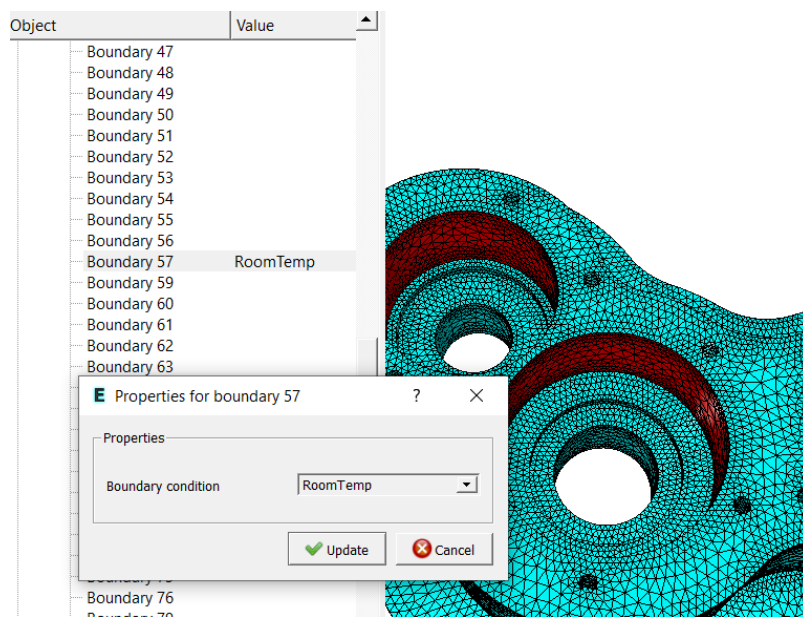 Object Value
Boundary 47
Boundary 48
Boundary 49
Boundary 50
Boundary 51
Boundary 52
Boundary 53
Boundary 54
Boundary 55
Boundary 56
Boundary 57 RoomTemp
Boundary 59
Boundary 60
Boundary 61
Boundary 62
Boundary 63
E Properties for boundary 57 ?
Properties
Boundary condition RoomTemp
Update Cancel
Boundary 76